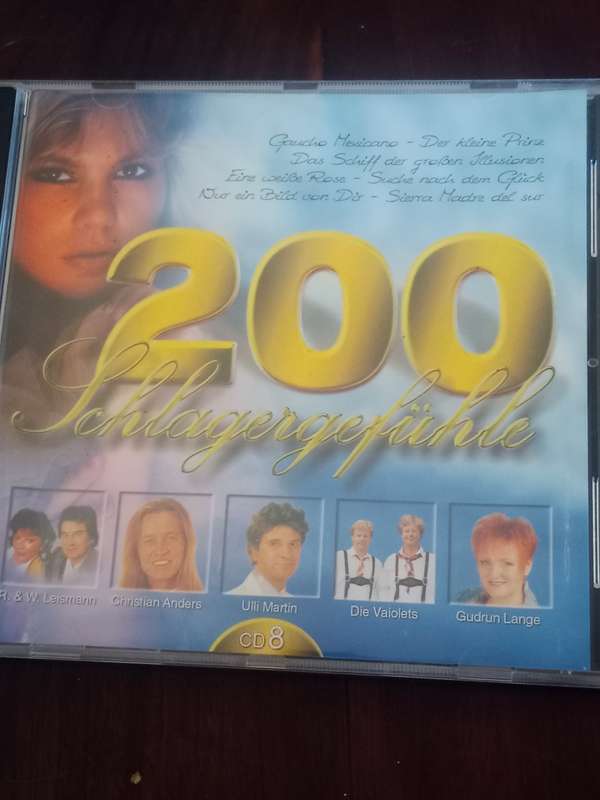 Gaucho Mexicano - Der kleine Prinz
Das Schiff der großen Illusionen
Eine weiße Rose - Suche nach dem Glück
Nur ein Bild von Dir - Sierra Madre del sur
200
Schlagergefühle
R. & W. Leismann
Christian Anders
Ulli Martin
Die Vaiolets
Gudrun Lange
CD 8